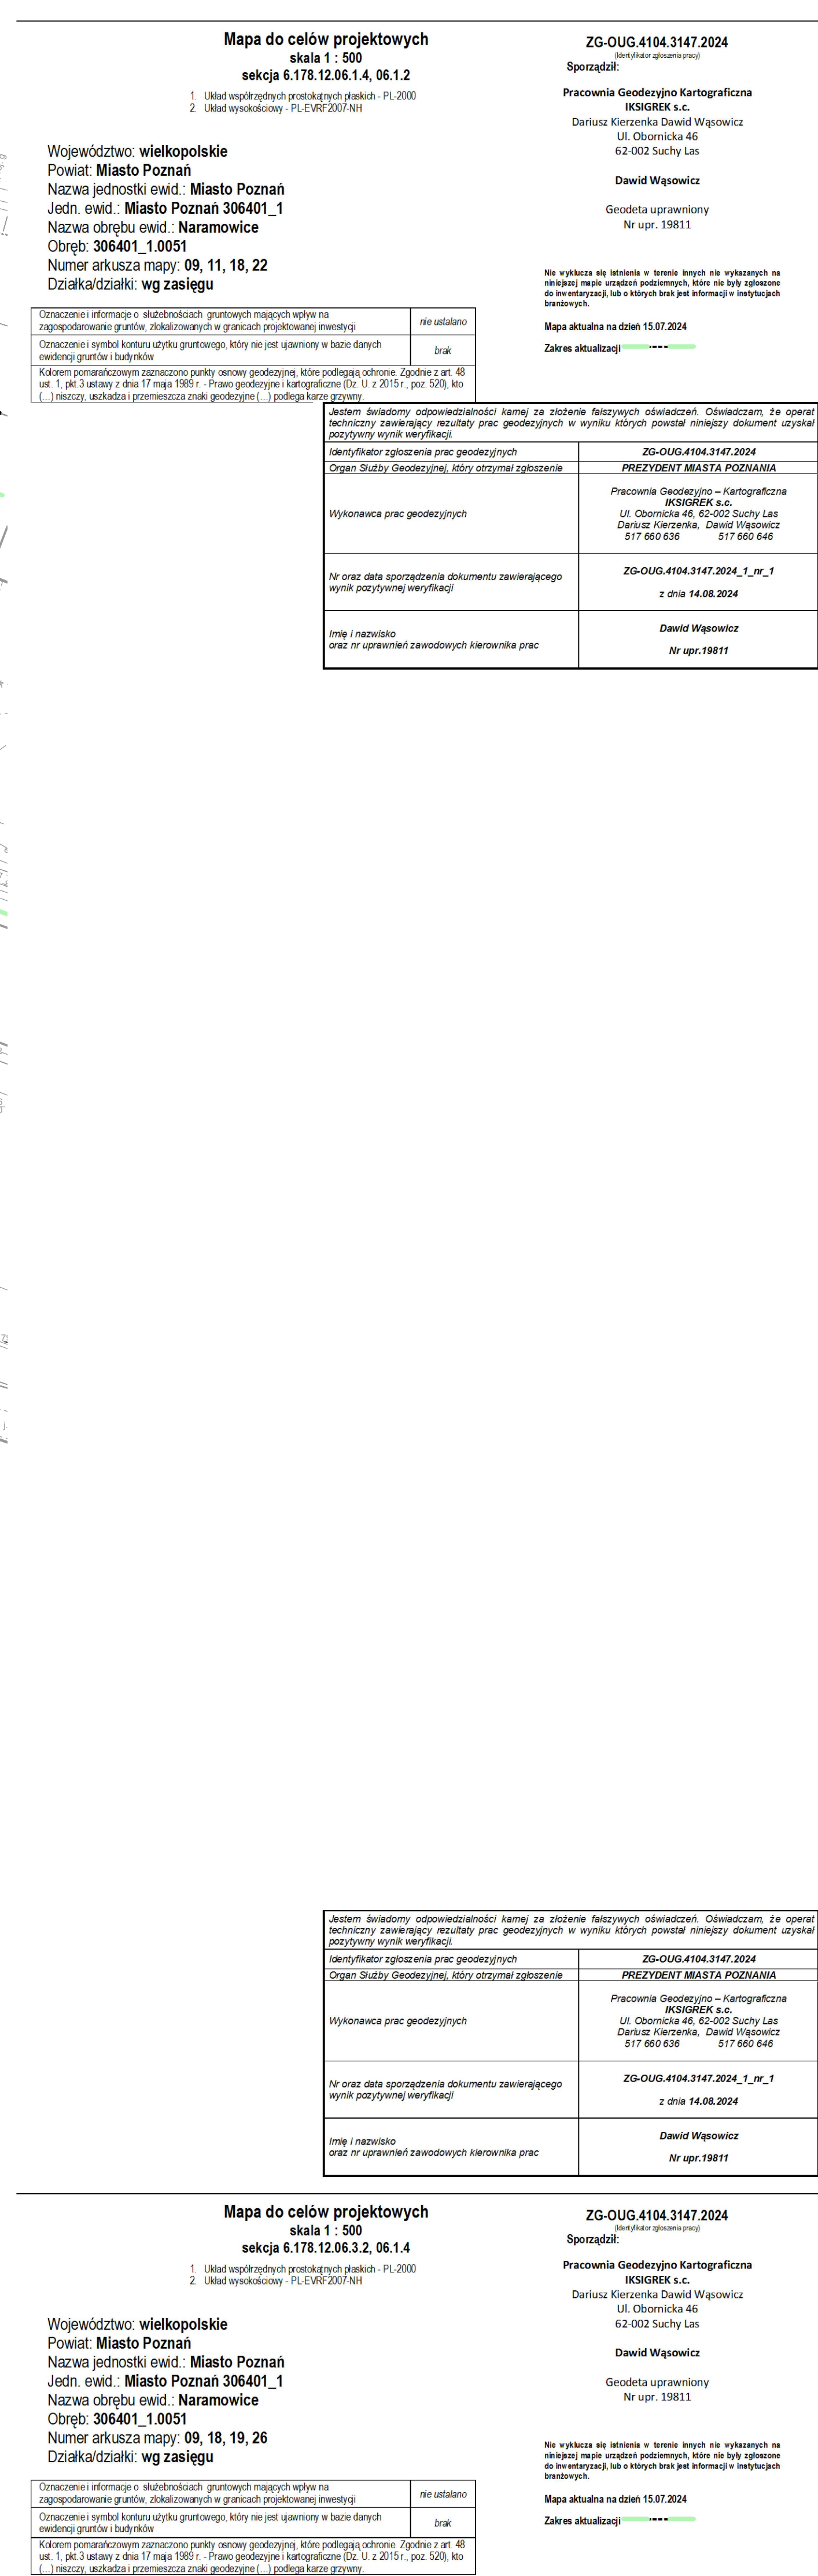 Mapa do celów projektowych
skala 1 : 500
sekcja 6.178.12.06.1.4, 06.1.2
1. Układ współrzędnych prostokątnych płaskich - PL-2000
2. Układ wysokościowy - PL-EVRF2007-NH
ZG-OUG.4104.3147.2024
(Identyfikator zgłoszenia pracy)
Sporządził:
Pracownia Geodezyjno Kartograficzna
IKSIGREK s.c.
Dariusz Kierzenka Dawid Wąsowicz
Ul. Obornicka 46
62-002 Suchy Las
Dawid Wąsowicz
Geodeta uprawniony
Nr upr. 19811
Województwo: wielkopolskie
Powiat: Miasto Poznań
Nazwa jednostki ewid.: Miasto Poznań
Jedn. ewid.: Miasto Poznań 306401_1
Nazwa obrębu ewid.: Naramowice
Obręb: 306401_1.0051
Numer arkusza mapy: 09, 11, 18, 22
Działka/działki: wg zasięgu
Nie wyklucza się istnienia w terenie innych nie wykazanych na
niniejszej mapie urządzeń podziemnych, które nie były zgłoszone
do inwentaryzacji, lub o których brak jest informacji w instytucjach
branżowych.
Mapa aktualna na dzień 15.07.2024
Zakres aktualizacji
Oznaczenie i informacje o służebnościach gruntowych mających wpływ na
zagospodarowanie gruntów, zlokalizowanych w granicach projektowanej inwestycji
nie ustalano
Oznaczenie i symbol konturu użytku gruntowego, który nie jest ujawniony w bazie danych
ewidencji gruntów i budynków
brak
Kolorem pomarańczowym zaznaczono punkty osnowy geodezyjnej, które podlegają ochronie. Zgodnie z art. 48
ust. 1, pkt.3 ustawy z dnia 17 maja 1989 r. - Prawo geodezyjne i kartograficzne (Dz. U. z 2015 r., poz. 520), kto
(...) niszczy, uszkadza i przemieszcza znaki geodezyjne (...) podlega karze grzywny.
Jestem świadomy odpowiedzialności karnej za złożenie fałszywych oświadczeń. Oświadczam, że operat
techniczny zawierający rezultaty prac geodezyjnych w wyniku których powstał niniejszy dokument uzyskał
pozytywny wynik weryfikacji.
Identyfikator zgłoszenia prac geodezyjnych
ZG-OUG.4104.3147.2024
Organ Służby Geodezyjnej, który otrzymał zgłoszenie
PREZYDENT MIASTA POZNANIA
Wykonawca prac geodezyjnych
Pracownia Geodezyjno – Kartograficzna
IKSIGREK s.c.
Ul. Obornicka 46, 62-002 Suchy Las
Dariusz Kierzenka, Dawid Wąsowicz
517 660 636 517 660 646
Nr oraz data sporządzenia dokumentu zawierającego
wynik pozytywnej weryfikacji
ZG-OUG.4104.3147.2024_1_nr_1
z dnia 14.08.2024
Imię i nazwisko
oraz nr uprawnień zawodowych kierownika prac
Dawid Wąsowicz
Nr upr.19811
Jestem świadomy odpowiedzialności karnej za złożenie fałszywych oświadczeń. Oświadczam, że operat
techniczny zawierający rezultaty prac geodezyjnych w wyniku których powstał niniejszy dokument uzyskał
pozytywny wynik weryfikacji.
Identyfikator zgłoszenia prac geodezyjnych
ZG-OUG.4104.3147.2024
Organ Służby Geodezyjnej, który otrzymał zgłoszenie
PREZYDENT MIASTA POZNANIA
Wykonawca prac geodezyjnych
Pracownia Geodezyjno – Kartograficzna
IKSIGREK s.c.
Ul. Obornicka 46, 62-002 Suchy Las
Dariusz Kierzenka, Dawid Wąsowicz
517 660 636 517 660 646
Nr oraz data sporządzenia dokumentu zawierającego
wynik pozytywnej weryfikacji
ZG-OUG.4104.3147.2024_1_nr_1
z dnia 14.08.2024
Imię i nazwisko
oraz nr uprawnień zawodowych kierownika prac
Dawid Wąsowicz
Nr upr.19811
Mapa do celów projektowych
skala 1 : 500
sekcja 6.178.12.06.3.2, 06.1.4
1. Układ współrzędnych prostokątnych płaskich - PL-2000
2. Układ wysokościowy - PL-EVRF2007-NH
ZG-OUG.4104.3147.2024
(Identyfikator zgłoszenia pracy)
Sporządził:
Pracownia Geodezyjno Kartograficzna
IKSIGREK s.c.
Dariusz Kierzenka Dawid Wąsowicz
Ul. Obornicka 46
62-002 Suchy Las
Dawid Wąsowicz
Geodeta uprawniony
Nr upr. 19811
Województwo: wielkopolskie
Powiat: Miasto Poznań
Nazwa jednostki ewid.: Miasto Poznań
Jedn. ewid.: Miasto Poznań 306401_1
Nazwa obrębu ewid.: Naramowice
Obręb: 306401_1.0051
Numer arkusza mapy: 09, 18, 19, 26
Działka/działki: wg zasięgu
Nie wyklucza się istnienia w terenie innych nie wykazanych na
niniejszej mapie urządzeń podziemnych, które nie były zgłoszone
do inwentaryzacji, lub o których brak jest informacji w instytucjach
branżowych.
Mapa aktualna na dzień 15.07.2024
Zakres aktualizacji
Oznaczenie i informacje o służebnościach gruntowych mających wpływ na
zagospodarowanie gruntów, zlokalizowanych w granicach projektowanej inwestycji
nie ustalano
Oznaczenie i symbol konturu użytku gruntowego, który nie jest ujawniony w bazie danych
ewidencji gruntów i budynków
brak
Kolorem pomarańczowym zaznaczono punkty osnowy geodezyjnej, które podlegają ochronie. Zgodnie z art. 48
ust. 1, pkt.3 ustawy z dnia 17 maja 1989 r. - Prawo geodezyjne i kartograficzne (Dz. U. z 2015 r., poz. 520), kto
(...) niszczy, uszkadza i przemieszcza znaki geodezyjne (...) podlega karze grzywny.